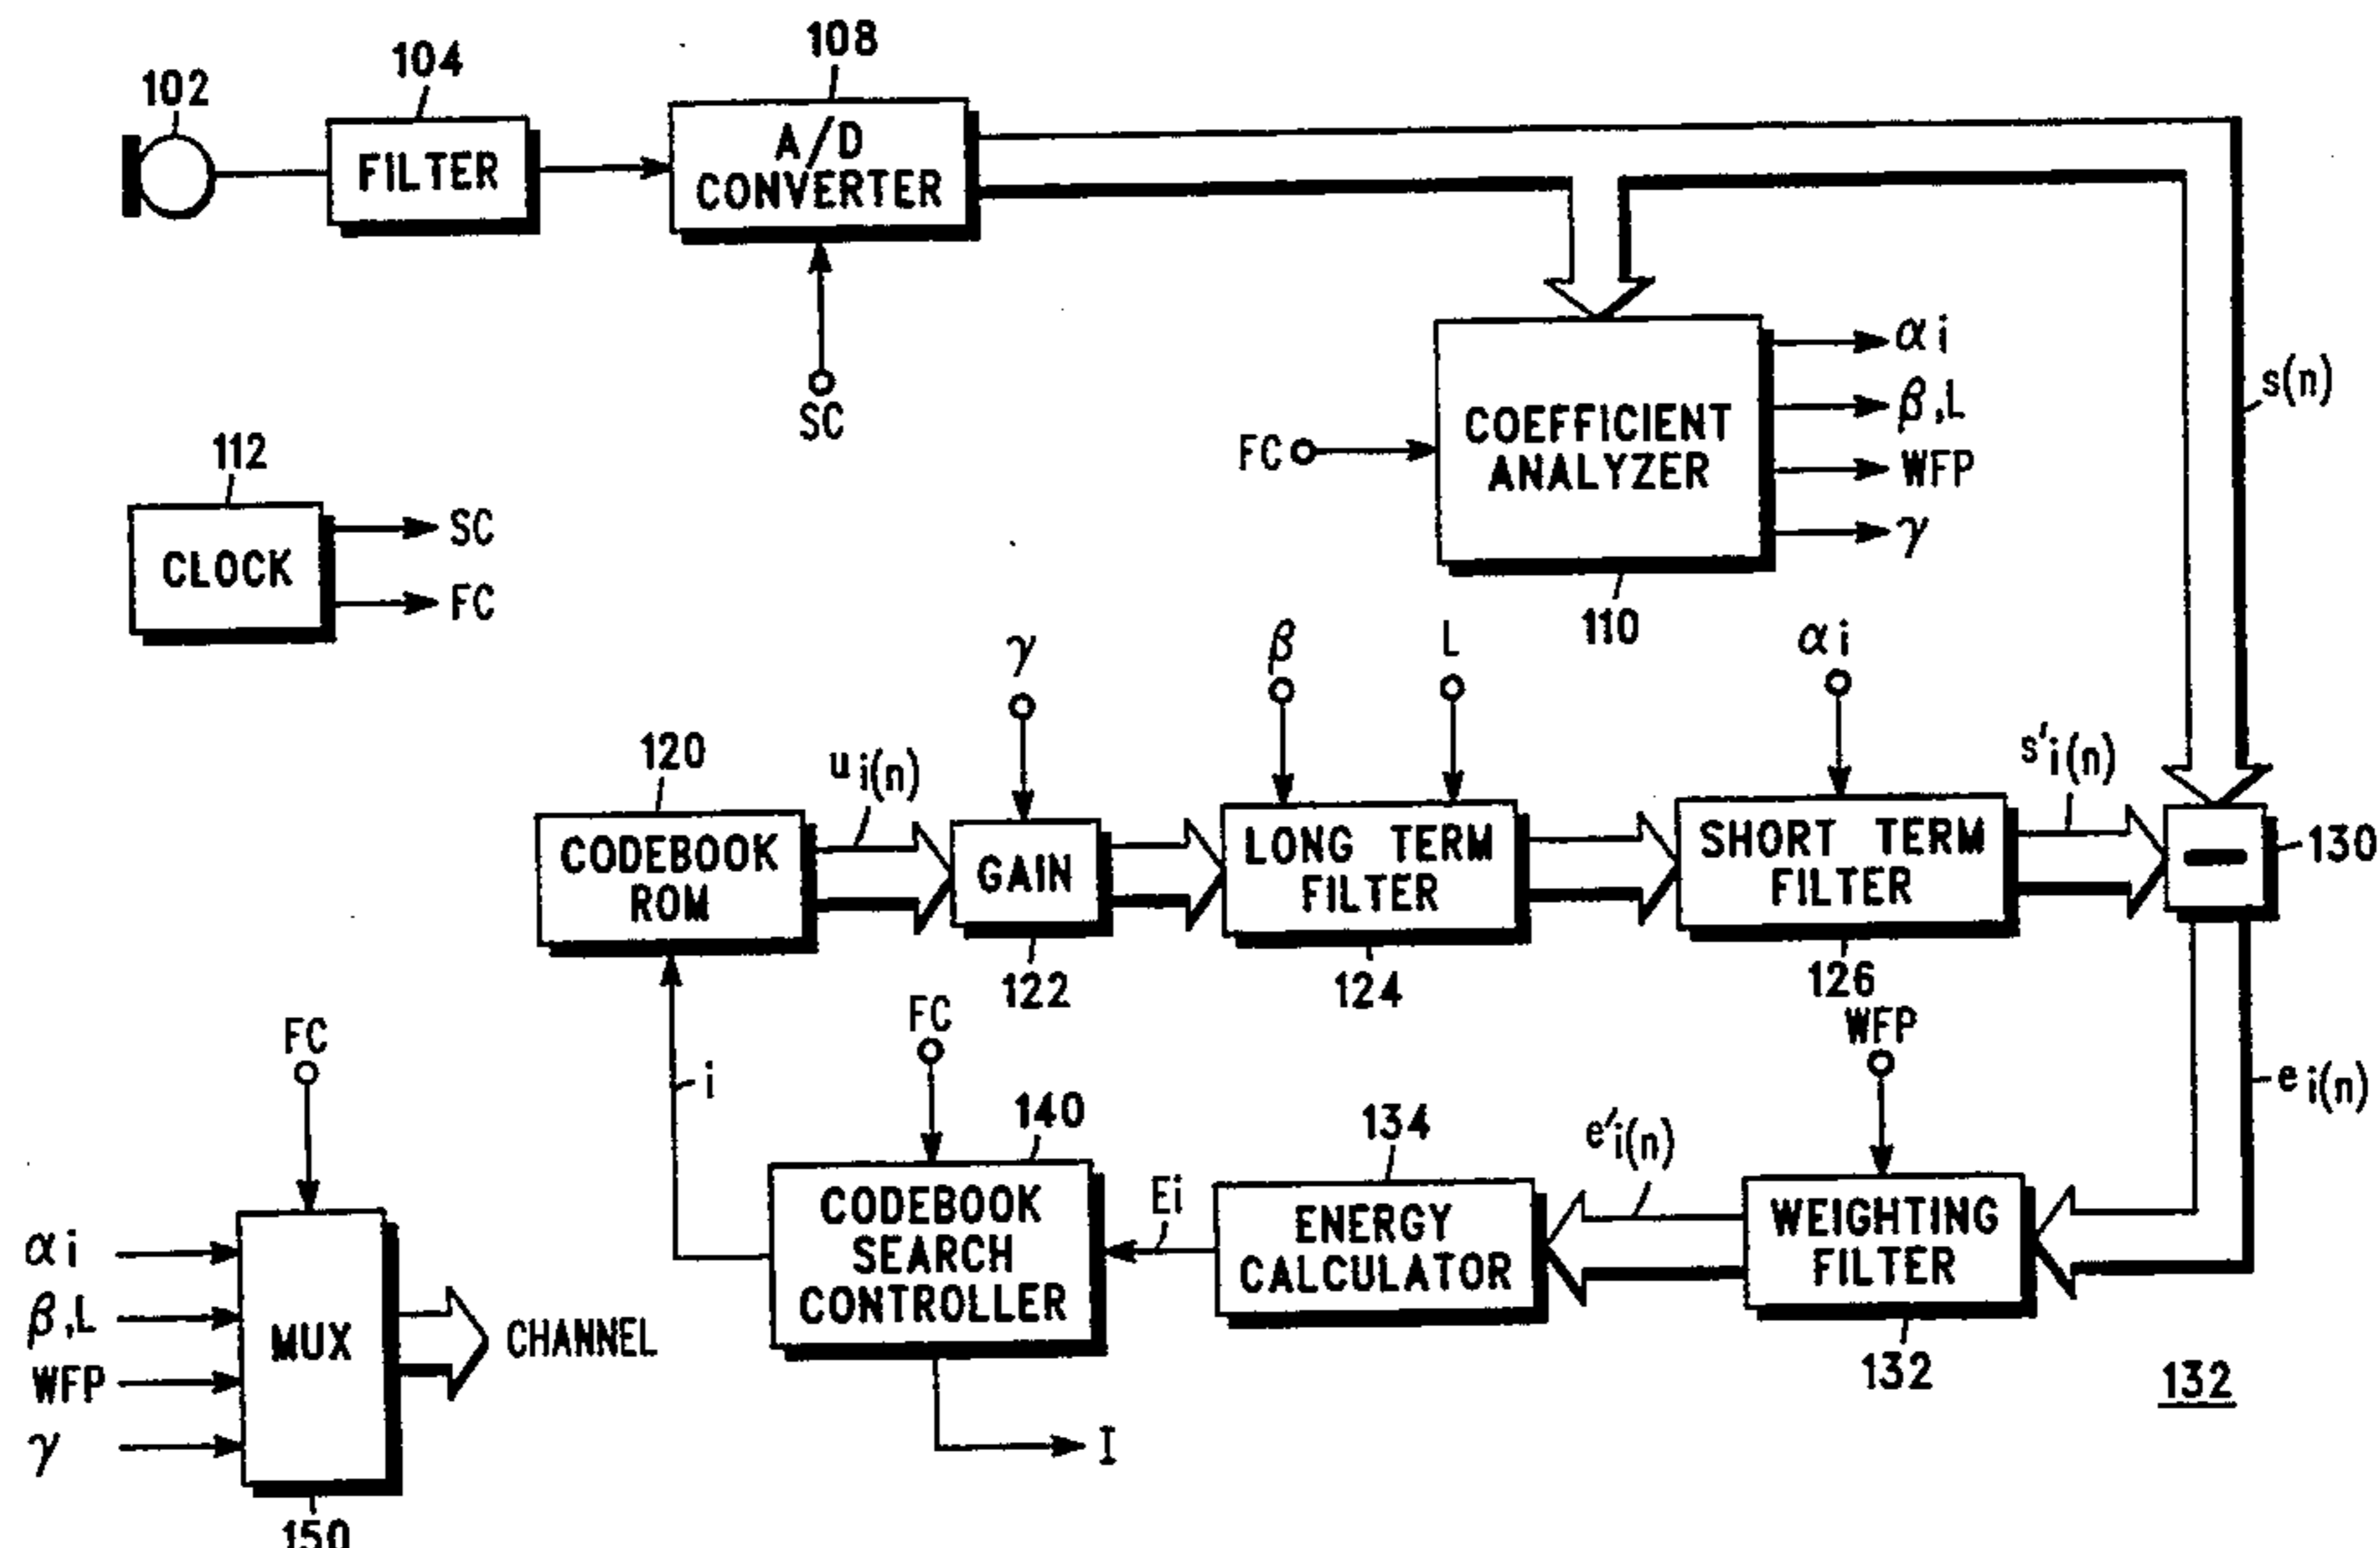 102
104
108
FILTER
A/D
CONVERTER
SC
112
CLOCK
SC
FC
FC
COEFFICIENT
ANALYZER
αi
β,L
WFP
γ
110
s(n)
γ
β
L
αi
120
CODEBOOK
ROM
ui(n)
GAIN
122
LONG TERM
FILTER
124
SHORT TERM
FILTER
126
s'i(n)
130
ei(n)
WFP
WEIGHTING
FILTER
132
e'i(n)
134
ENERGY
CALCULATOR
Ei
FC
140
CODEBOOK
SEARCH
CONTROLLER
i
I
FC
αi
β,L
WFP
γ
MUX
150
CHANNEL
132